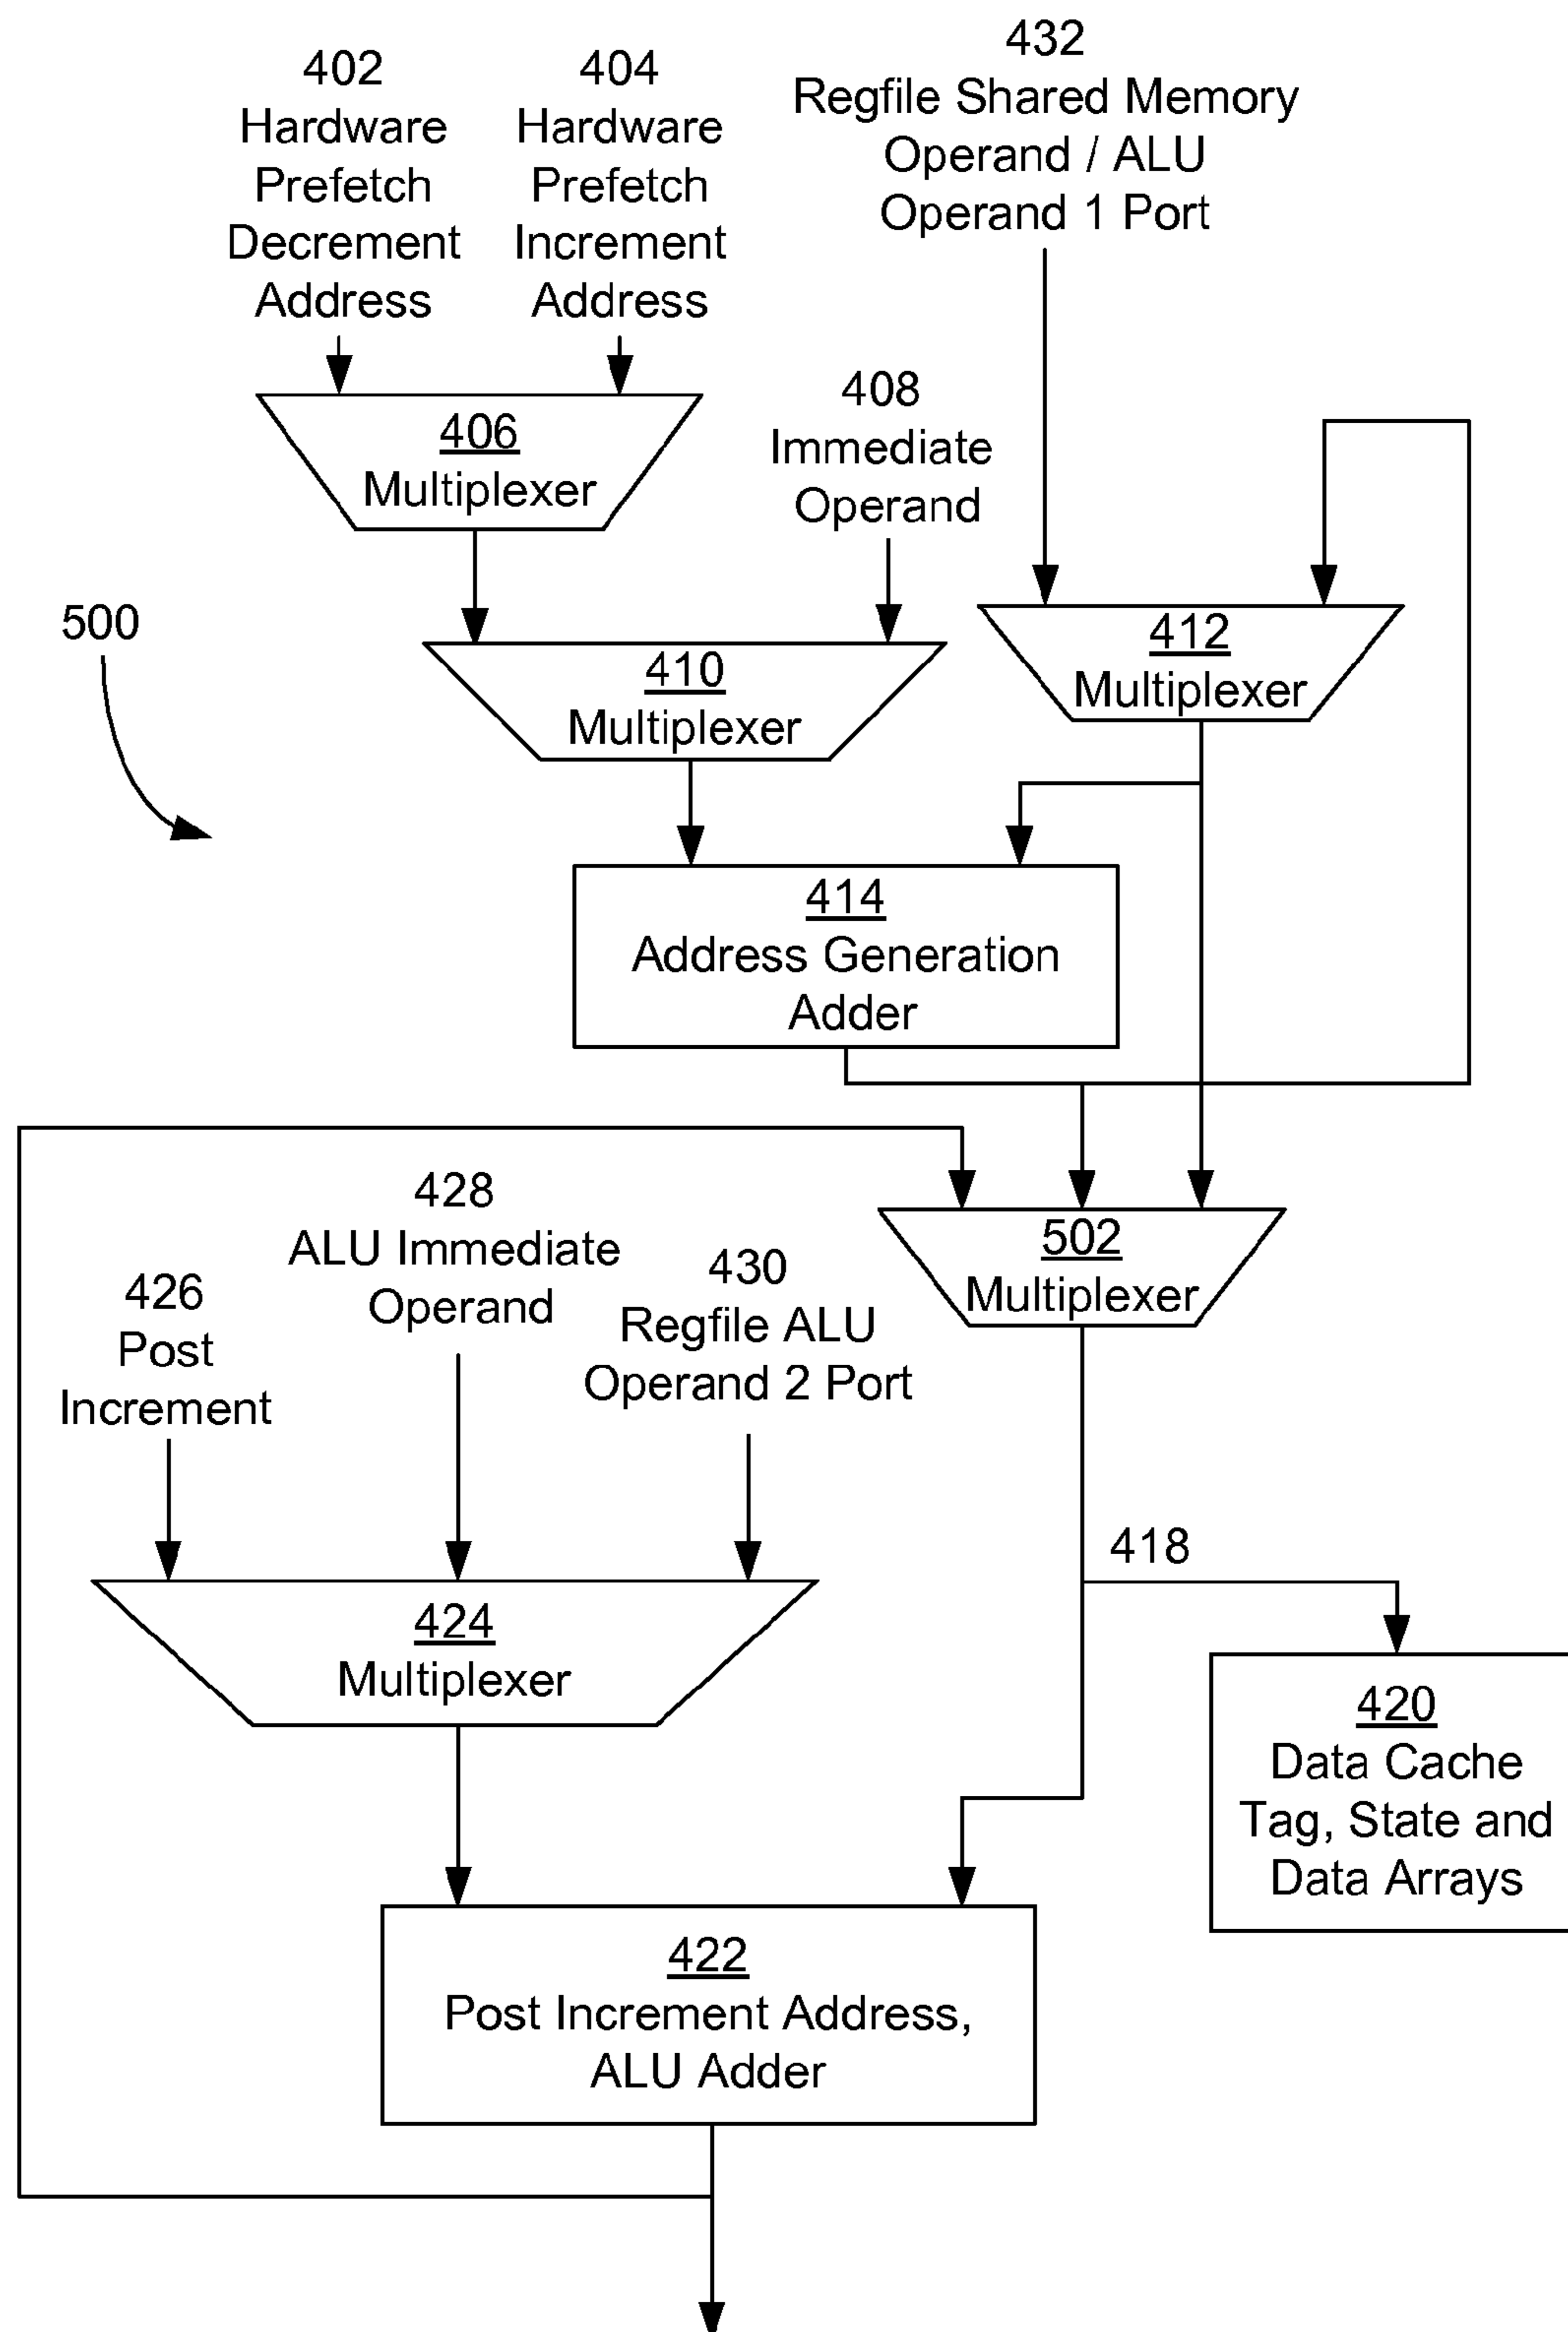 402
Hardware
Prefetch
Decrement
Address
404
Hardware
Prefetch
Increment
Address
432
Regfile Shared Memory
Operand / ALU
Operand 1 Port
406
Multiplexer
408
Immediate
Operand
500
410
Multiplexer
412
Multiplexer
414
Address Generation
Adder
502
Multiplexer
426
Post
Increment
428
ALU Immediate
Operand
430
Regfile ALU
Operand 2 Port
418
424
Multiplexer
420
Data Cache
Tag, State and
Data Arrays
422
Post Increment Address,
ALU Adder